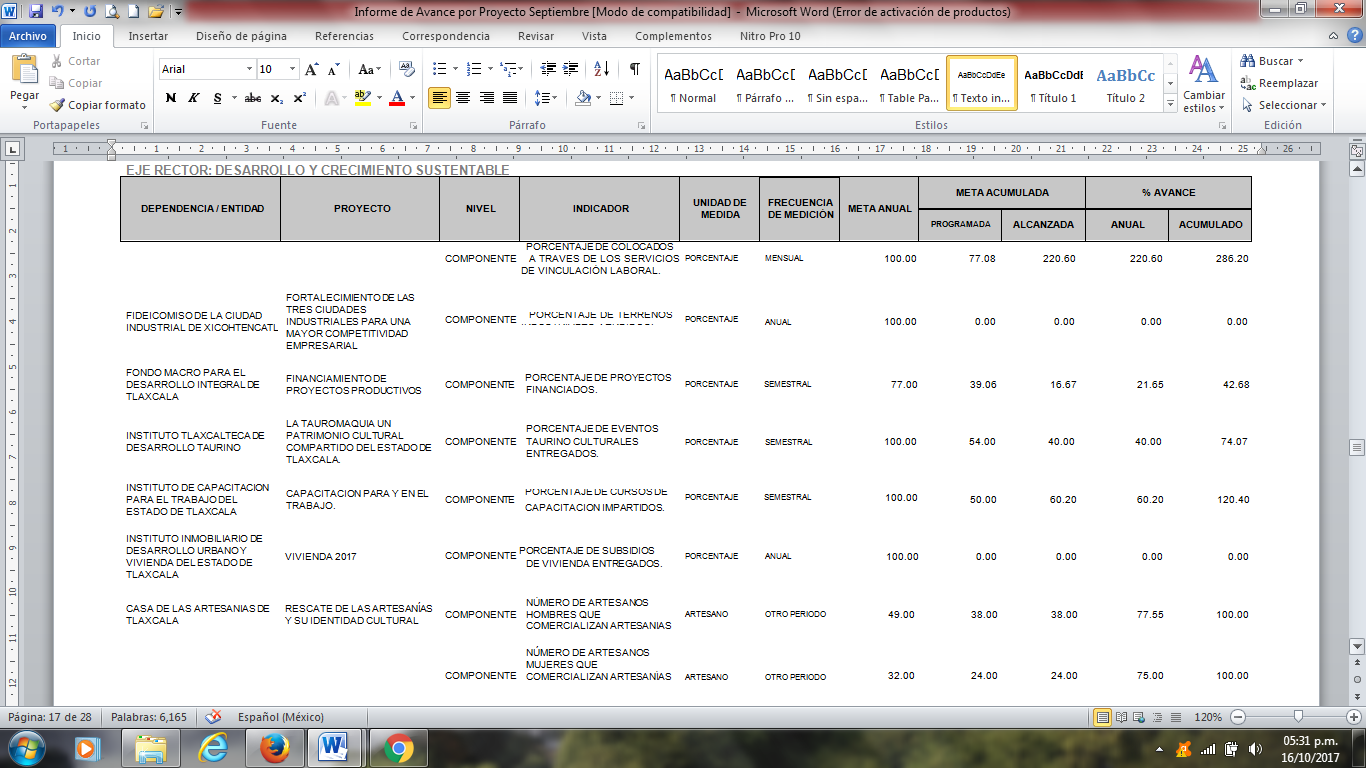 Informe de Avance por Proyecto Septiembre [Modo de compatibilidad] - Microsoft Word (Error de activación de productos)
Archivo Inicio Insertar Diseño de página Referencias Correspondencia Revisar Vista Complementos Nitro Pro 10
Pegar
Cortar
Copiar
Copiar formato
Portapapeles
Arial 10
Fuente
Párrafo
AaBbCcI AaBbCcI AaBbCcI AaBbCcI AaBbCcDdEe AaBbCcDdE AaBbCc
¶ Normal ¶ Párrafo ... ¶ Sin espa... ¶ Table Pa... ¶ Texto in... ¶ Título 1 Título 2
Cambiar estilos
Estilos
Buscar
Reemplazar
Seleccionar
Edición
EJE RECTOR: DESARROLLO Y CRECIMIENTO SUSTENTABLE
DEPENDENCIA / ENTIDAD PROYECTO NIVEL INDICADOR UNIDAD DE MEDIDA FRECUENCIA DE MEDICIÓN META ANUAL META ACUMULADA % AVANCE
PROGRAMADA ALCANZADA ANUAL ACUMULADO
PORCENTAJE DE COLOCADOS
A TRAVES DE LOS SERVICIOS
DE VINCULACIÓN LABORAL.
COMPONENTE PORCENTAJE MENSUAL 100.00 77.08 220.60 220.60 286.20
FIDEICOMISO DE LA CIUDAD
INDUSTRIAL DE XICOHTENCATL
FORTALECIMIENTO DE LAS
TRES CIUDADES
INDUSTRIALES PARA UNA
MAYOR COMPETITIVIDAD
EMPRESARIAL
COMPONENTE
PORCENTAJE DE TERRENOS
PORCENTAJE ANUAL 100.00 0.00 0.00 0.00 0.00
FONDO MACRO PARA EL
DESARROLLO INTEGRAL DE
TLAXCALA
FINANCIAMIENTO DE
PROYECTOS PRODUCTIVOS
COMPONENTE
PORCENTAJE DE PROYECTOS
FINANCIADOS.
PORCENTAJE SEMESTRAL 77.00 39.06 16.67 21.65 42.68
INSTITUTO TLAXCALTECA DE
DESARROLLO TAURINO
LA TAUROMAQUIA UN
PATRIMONIO CULTURAL
COMPARTIDO DEL ESTADO DE
TLAXCALA.
COMPONENTE
PORCENTAJE DE EVENTOS
TAURINO CULTURALES
ENTREGADOS.
PORCENTAJE SEMESTRAL 100.00 54.00 40.00 40.00 74.07
INSTITUTO DE CAPACITACION
PARA EL TRABAJO DEL
ESTADO DE TLAXCALA
CAPACITACION PARA Y EN EL
TRABAJO.
COMPONENTE
PORCENTAJE DE CURSOS DE
CAPACITACION IMPARTIDOS.
PORCENTAJE SEMESTRAL 100.00 50.00 60.20 60.20 120.40
INSTITUTO INMOBILIARIO DE
DESARROLLO URBANO Y
VIVIENDA DEL ESTADO DE
TLAXCALA
VIVIENDA 2017
COMPONENTE
PORCENTAJE DE SUBSIDIOS
DE VIVIENDA ENTREGADOS.
PORCENTAJE ANUAL 100.00 0.00 0.00 0.00 0.00
CASA DE LAS ARTESANIAS DE
TLAXCALA
RESCATE DE LAS ARTESANÍAS
Y SU IDENTIDAD CULTURAL
COMPONENTE
NÚMERO DE ARTESANOS
HOMBRES QUE
COMERCIALIZAN ARTESANIAS
ARTESANO OTRO PERIODO 49.00 38.00 38.00 77.55 100.00
NÚMERO DE ARTESANOS
MUJERES QUE
COMERCIALIZAN ARTESANÍAS
COMPONENTE ARTESANO OTRO PERIODO 32.00 24.00 24.00 75.00 100.00
Página: 17 de 28 Palabras: 6,165 Español (México) 120%
05:31 p.m.
16/10/2017